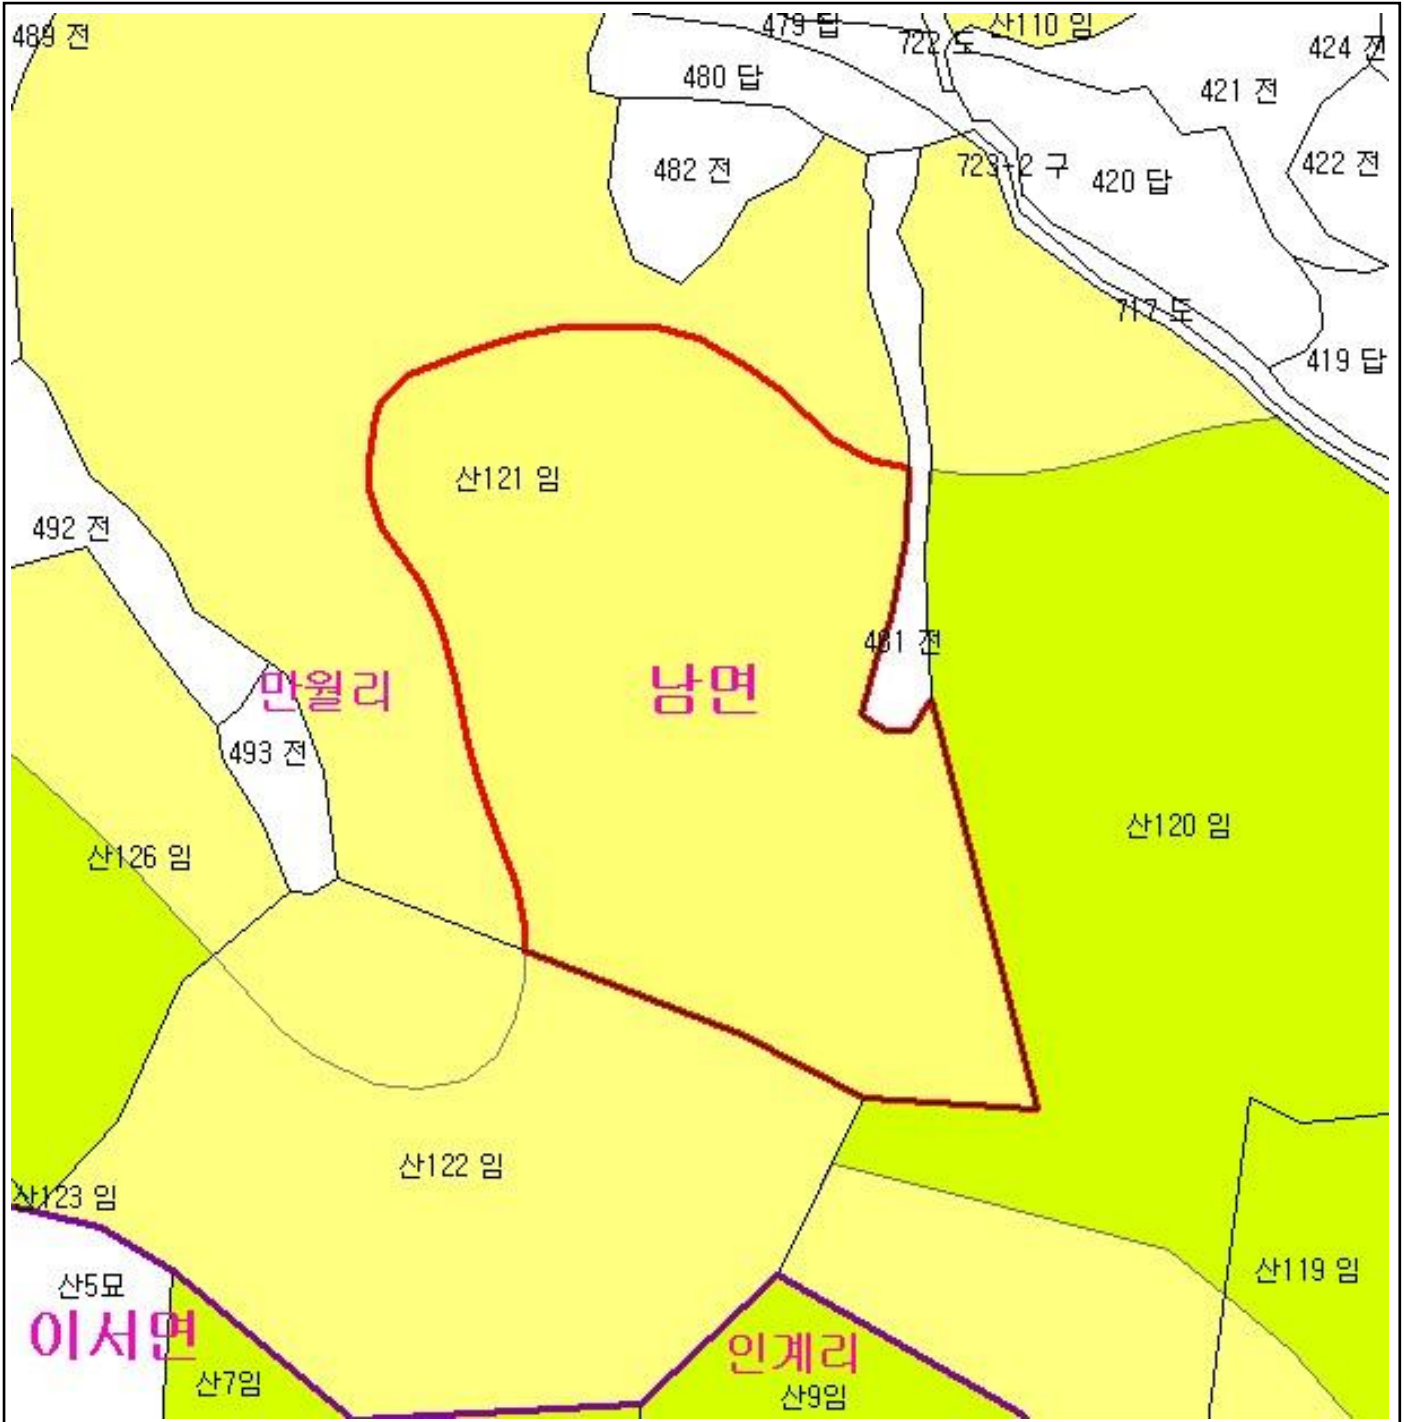 489 전
479 답
산110 임
722 도
424 전
480 답
421 전
482 전
723-2 구
420 답
422 전
717 도
419 답
산121 임
492 전
481 전
만월리
남면
493 전
산120 임
산126 임
산122 임
산123 임
산119 임
산5묘
이서면
인계리
산7임
산9임